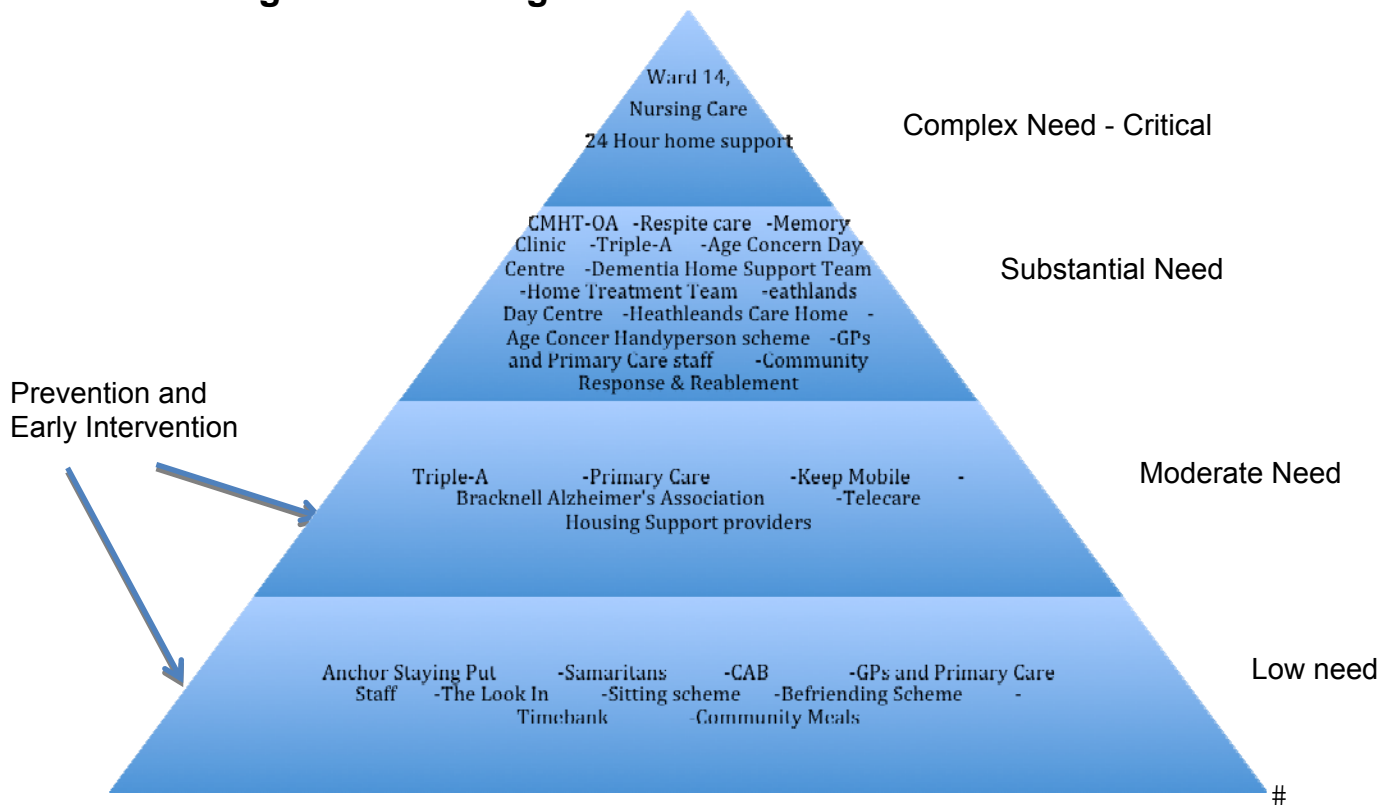 Ward 14,
Nursing Care
24 Hour home support
Complex Need - Critical
CMHT-OA -Respite care -Memory
Clinic -Triple-A -Age Concern Day
Centre -Dementia Home Support Team
-Home Treatment Team -eathlands
Day Centre -Heathleands Care Home -
Age Concer Handyperson scheme -GPs
and Primary Care staff -Community
Response & Reablement
Substantial Need
Prevention and
Early Intervention
Triple-A -Primary Care -Keep Mobile -
Bracknell Alzheimer's Association -Telecare
Housing Support providers
Moderate Need
Anchor Staying Put -Samaritans -CAB -GPs and Primary Care
Staff -The Look In -Sitting scheme -Befriending Scheme -
Timebank -Community Meals
Low need
#